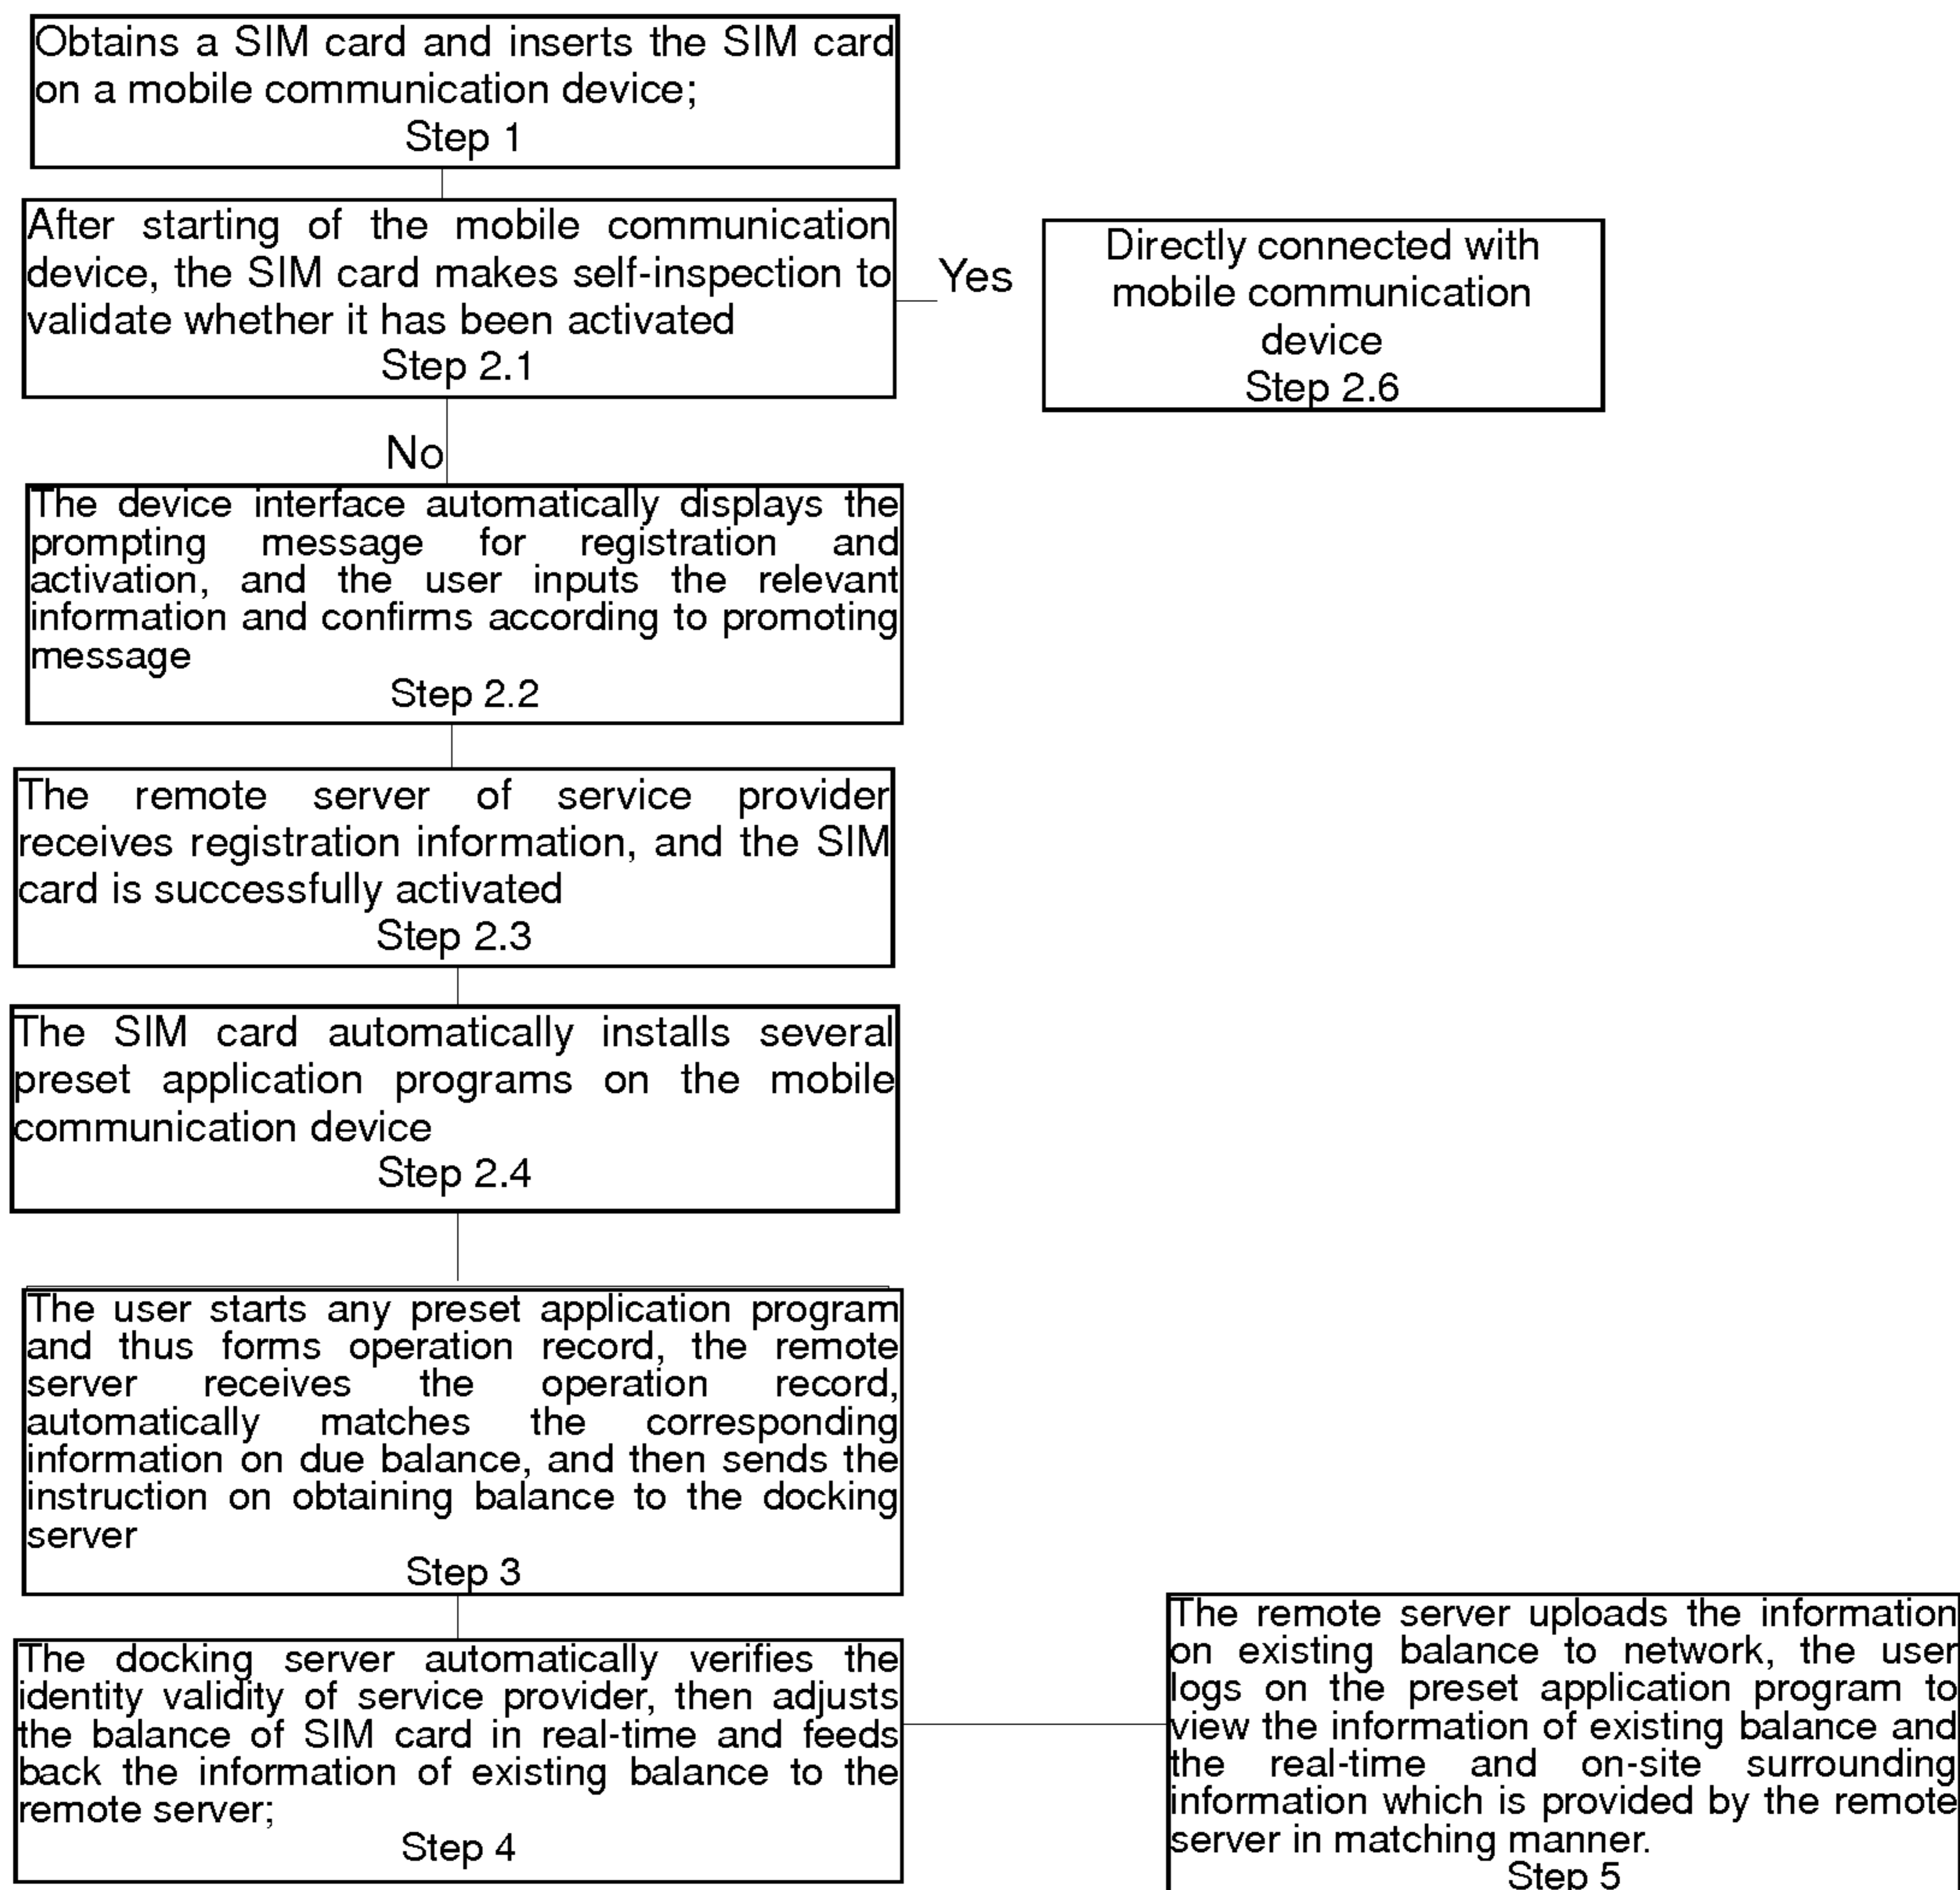 Obtains a SIM card and inserts the SIM card
on a mobile communication device;
Step 1
After starting of the mobile communication
device, the SIM card makes self-inspection to
validate whether it has been activated
Step 2.1
Yes
Directly connected with
mobile communication
device
Step 2.6
No
The device interface automatically displays the
prompting message for registration and
activation, and the user inputs the relevant
information and confirms according to promoting
message
Step 2.2
The remote server of service provider
receives registration information, and the SIM
card is successfully activated
Step 2.3
The SIM card automatically installs several
preset application programs on the mobile
communication device
Step 2.4
The user starts any preset application program
and thus forms operation record, the remote
server receives the operation record,
automatically matches the corresponding
information on due balance, and then sends the
instruction on obtaining balance to the docking
server
Step 3
The docking server automatically verifies the
identity validity of service provider, then adjusts
the balance of SIM card in real-time and feeds
back the information of existing balance to the
remote server;
Step 4
The remote server uploads the information
on existing balance to network, the user
logs on the preset application program to
view the information of existing balance and
the real-time and on-site surrounding
information which is provided by the remote
server in matching manner.
Step 5